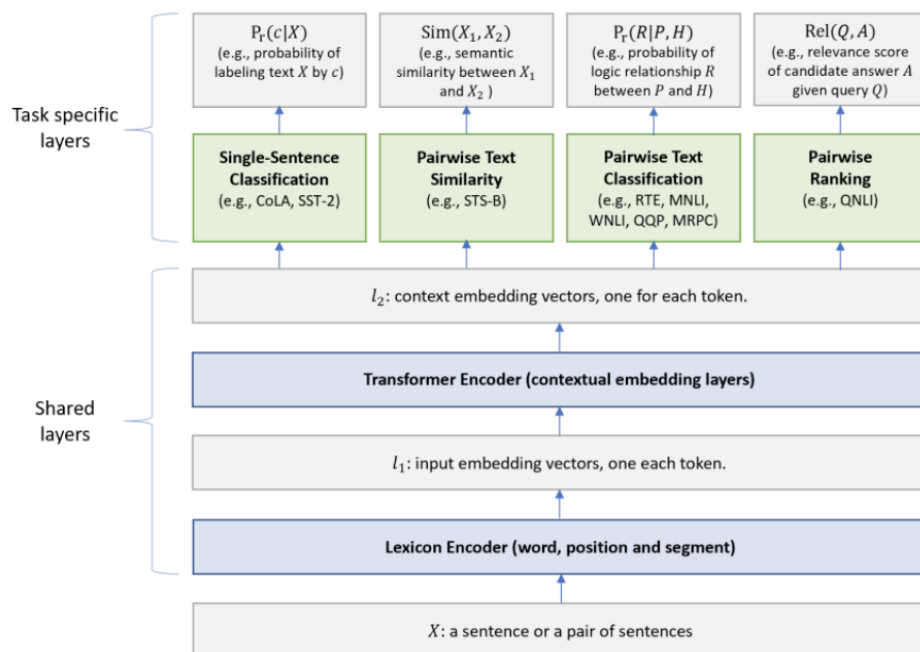 Pr(c|X)
(e.g., probability of
labeling text X by c)
Sim(X1, X2)
(e.g., semantic
similarity between X1
and X2 )
Pr(R|P, H)
(e.g., probability of
logic relationship R
between P and H)
Rel(Q, A)
(e.g., relevance score
of candidate answer A
given query Q)
Task specific
layers
Single-Sentence
Classification
(e.g., CoLA, SST-2)
Pairwise Text
Similarity
(e.g., STS-B)
Pairwise Text
Classification
(e.g., RTE, MNLI,
WNLI, QQP, MRPC)
Pairwise
Ranking
(e.g., QNLI)
l2: context embedding vectors, one for each token.
Transformer Encoder (contextual embedding layers)
Shared
layers
l1: input embedding vectors, one each token.
Lexicon Encoder (word, position and segment)
X: a sentence or a pair of sentences